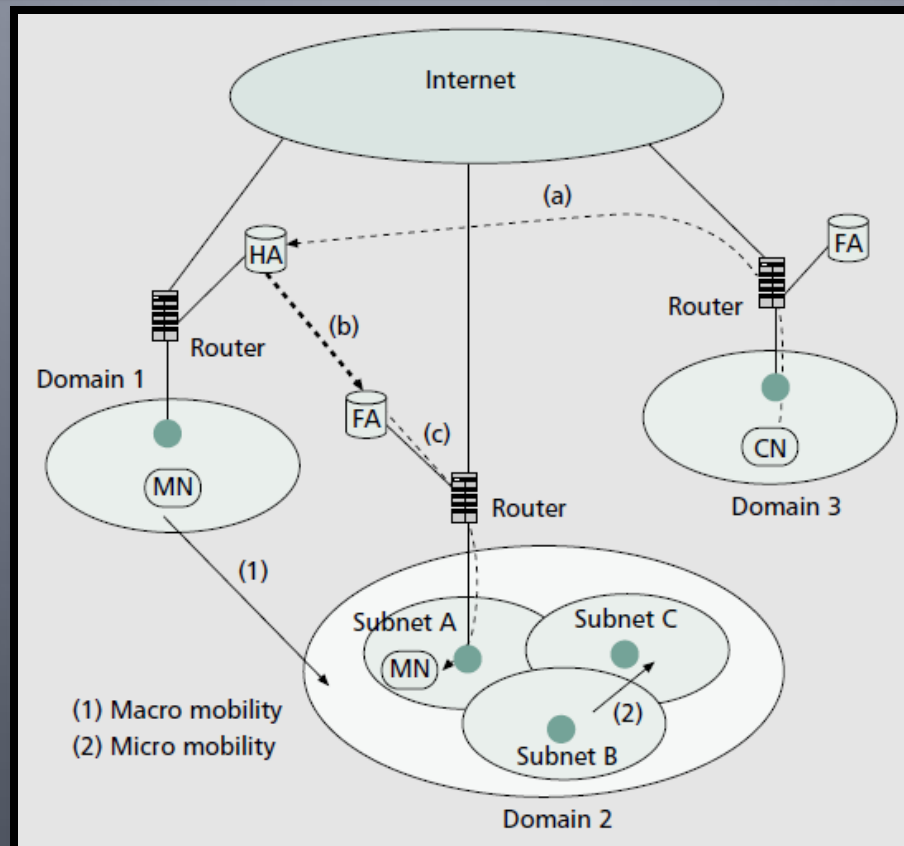 Internet
(a)
FA
HA
Router
(b)
Router
Domain 1
FA
(c)
CN
MN
Router
Domain 3
(1)
Subnet A
Subnet C
MN
(1) Macro mobility
(2)
(2) Micro mobility
Subnet B
Domain 2